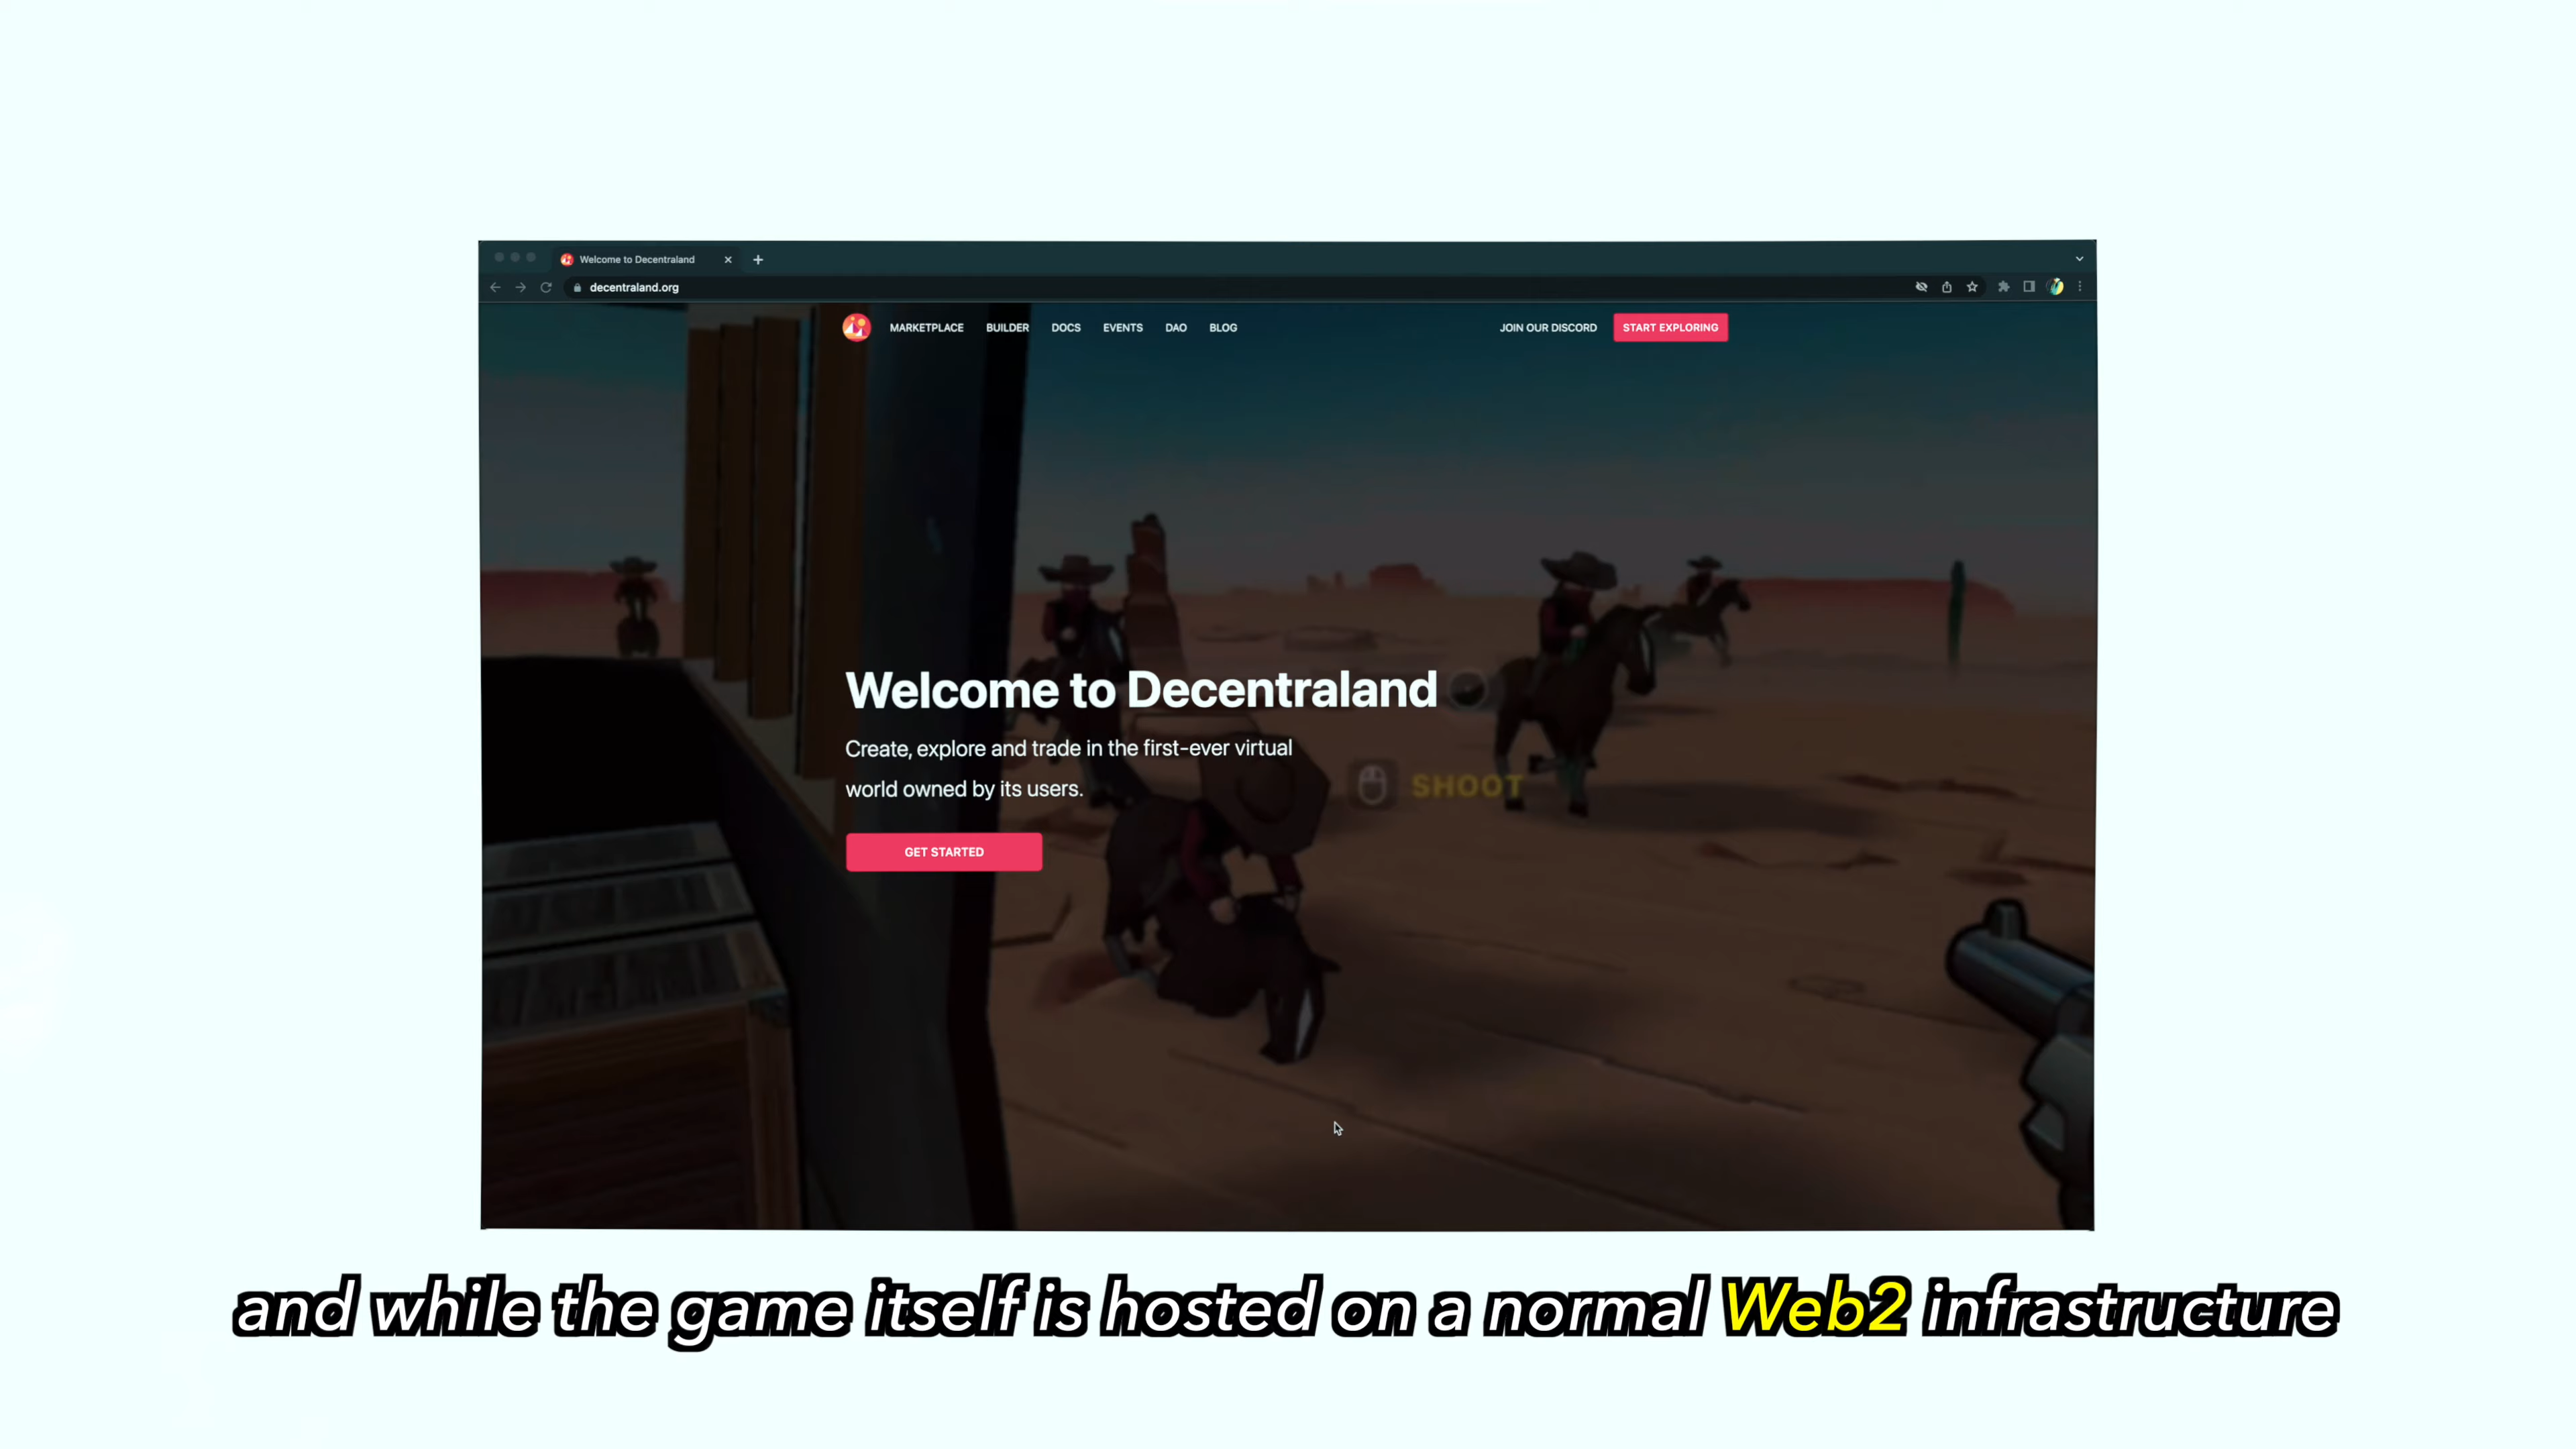 Welcome to Decentraland
decentraland.org
MARKETPLACE BUILDER DOCS EVENTS DAO BLOG JOIN OUR DISCORD START EXPLORING
Welcome to Decentraland
Create, explore and trade in the first-ever virtual
world owned by its users.
SHOOT
GET STARTED
and while the game itself is hosted on a normal Web2 infrastructure